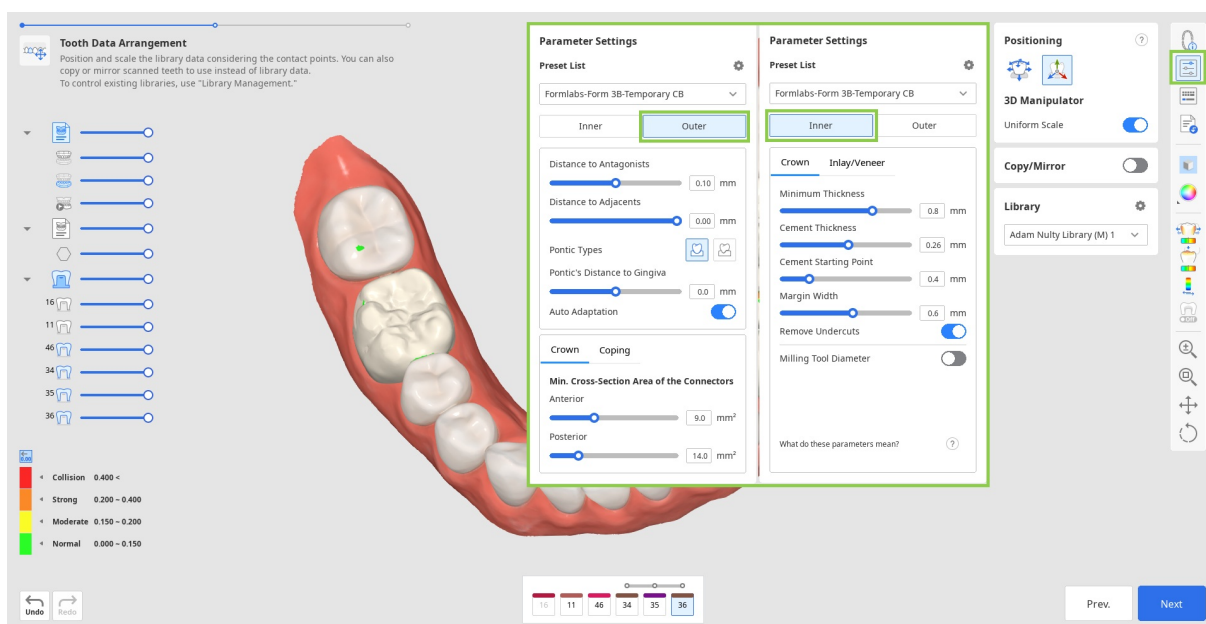 Tooth Data Arrangement
Position and scale the library data considering the contact points. You can also
copy or mirror scanned teeth to use instead of library data.
To control existing libraries, use "Library Management."
16
11
46
34
35
36
0.00
Collision 0.400 <
Strong 0.200 ~ 0.400
Moderate 0.150 ~ 0.200
Normal 0.000 ~ 0.150
Undo Redo
Parameter Settings
Preset List
Formlabs-Form 3B-Temporary CB
Inner Outer
Distance to Antagonists
0.10 mm
Distance to Adjacents
0.00 mm
Pontic Types
Pontic's Distance to Gingiva
0.0 mm
Auto Adaptation
Crown Coping
Min. Cross-Section Area of the Connectors
Anterior
9.0 mm²
Posterior
14.0 mm²
Parameter Settings
Preset List
Formlabs-Form 3B-Temporary CB
Inner Outer
Crown Inlay/Veneer
Minimum Thickness
0.8 mm
Cement Thickness
0.26 mm
Cement Starting Point
0.4 mm
Margin Width
0.6 mm
Remove Undercuts
Milling Tool Diameter
What do these parameters mean? ?
Positioning ?
3D Manipulator
Uniform Scale
Copy/Mirror
Library
Adam Nulty Library (M) 1
16 11 46 34 35 36
Prev. Next